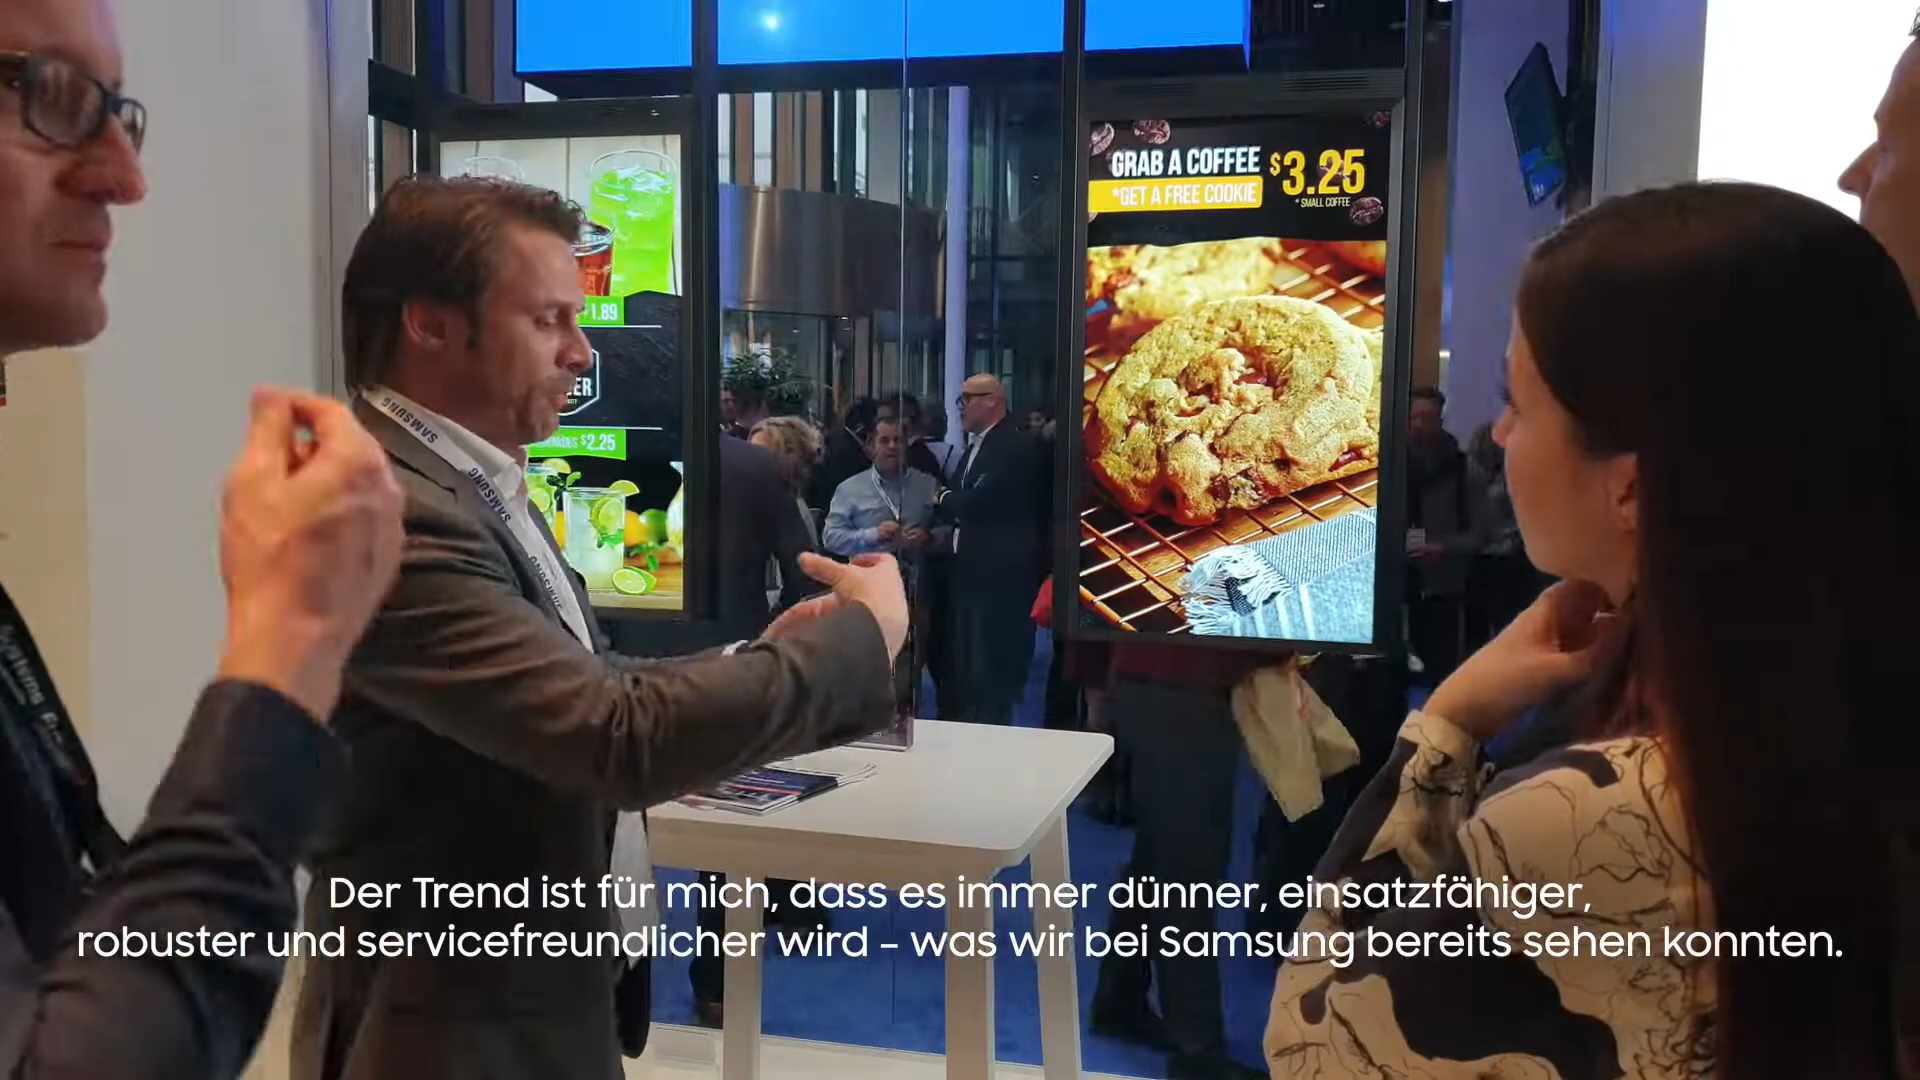 GRAB A COFFEE $3.25
*GET A FREE COOKIE
* SMALL COFFEE
1.89
$2.25
SAMSUNG
SAMSUNG
SAMSUNG
Der Trend ist für mich, dass es immer dünner, einsatzfähiger,
robuster und servicefreundlicher wird – was wir bei Samsung bereits sehen konnten.